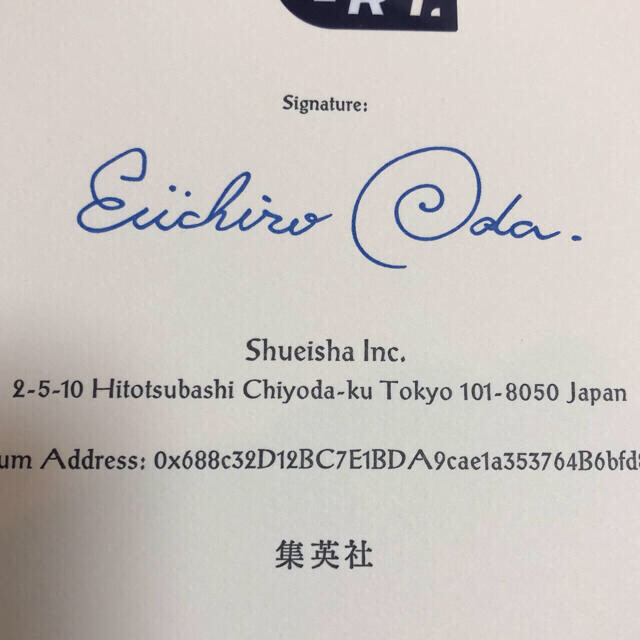 Signature:
Eiichiro Oda.
Shueisha Inc.
2-5-10 Hitotsubashi Chiyoda-ku Tokyo 101-8050 Japan
um Address: 0x688c32D12BC7E1BDA9cae1a353764B6bfd
集英社